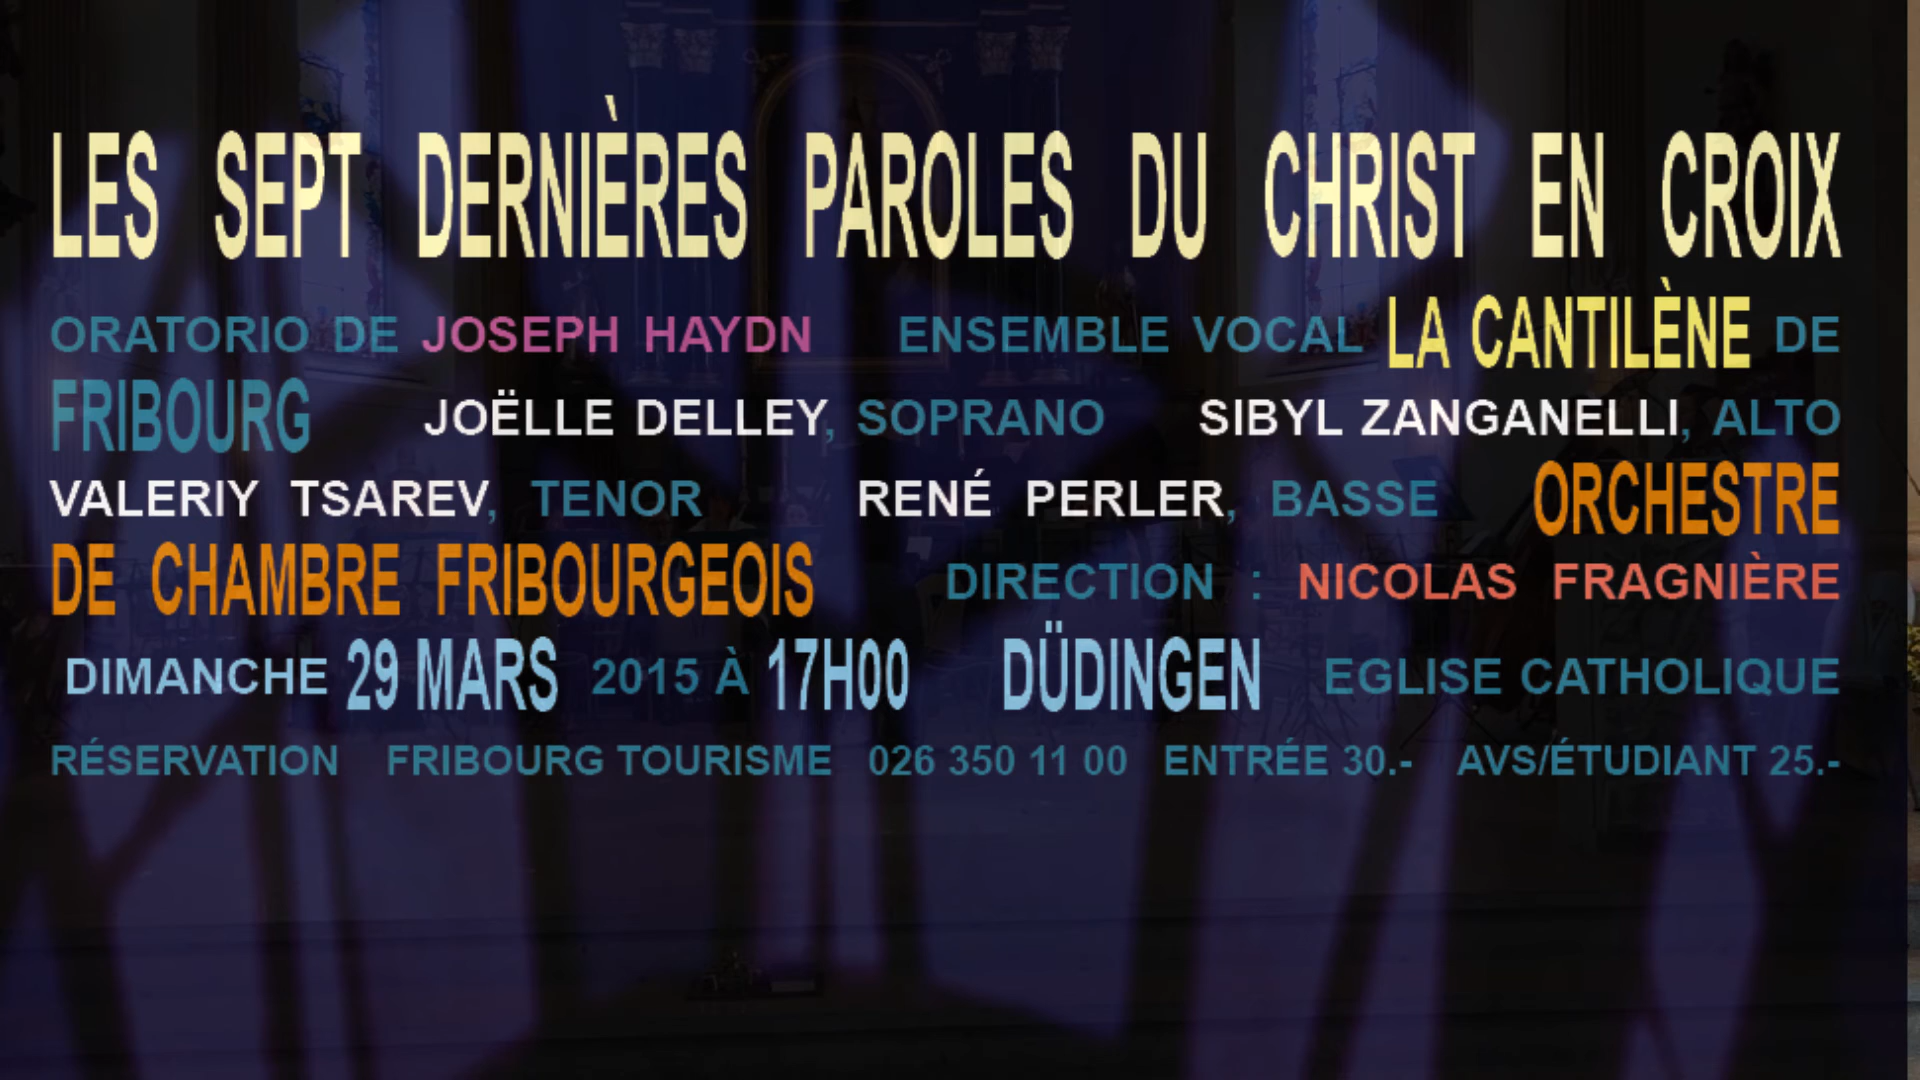 LES SEPT DERNIÈRES PAROLES DU CHRIST EN CROIX
ORATORIO DE JOSEPH HAYDN ENSEMBLE VOCAL LA CANTILÈNE DE
FRIBOURG JOËLLE DELLEY, SOPRANO SIBYL ZANGANELLI, ALTO
VALERIY TSAREV, TENOR RENÉ PERLER, BASSE ORCHESTRE
DE CHAMBRE FRIBOURGEOIS DIRECTION : NICOLAS FRAGNIÈRE
DIMANCHE 29 MARS 2015 À 17H00 DÜDINGEN EGLISE CATHOLIQUE
RÉSERVATION FRIBOURG TOURISME 026 350 11 00 ENTRÉE 30.- AVS/ÉTUDIANT 25.-